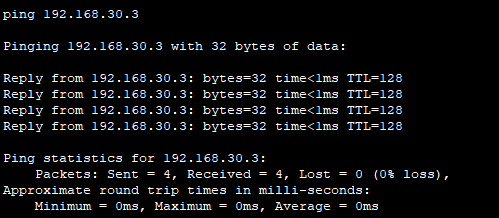 ping 192.168.30.3
Pinging 192.168.30.3 with 32 bytes of data:
Reply from 192.168.30.3: bytes=32 time<1ms TTL=128
Reply from 192.168.30.3: bytes=32 time<1ms TTL=128
Reply from 192.168.30.3: bytes=32 time<1ms TTL=128
Reply from 192.168.30.3: bytes=32 time<1ms TTL=128
Ping statistics for 192.168.30.3:
    Packets: Sent = 4, Received = 4, Lost = 0 (0% loss),
Approximate round trip times in milli-seconds:
    Minimum = 0ms, Maximum = 0ms, Average = 0ms